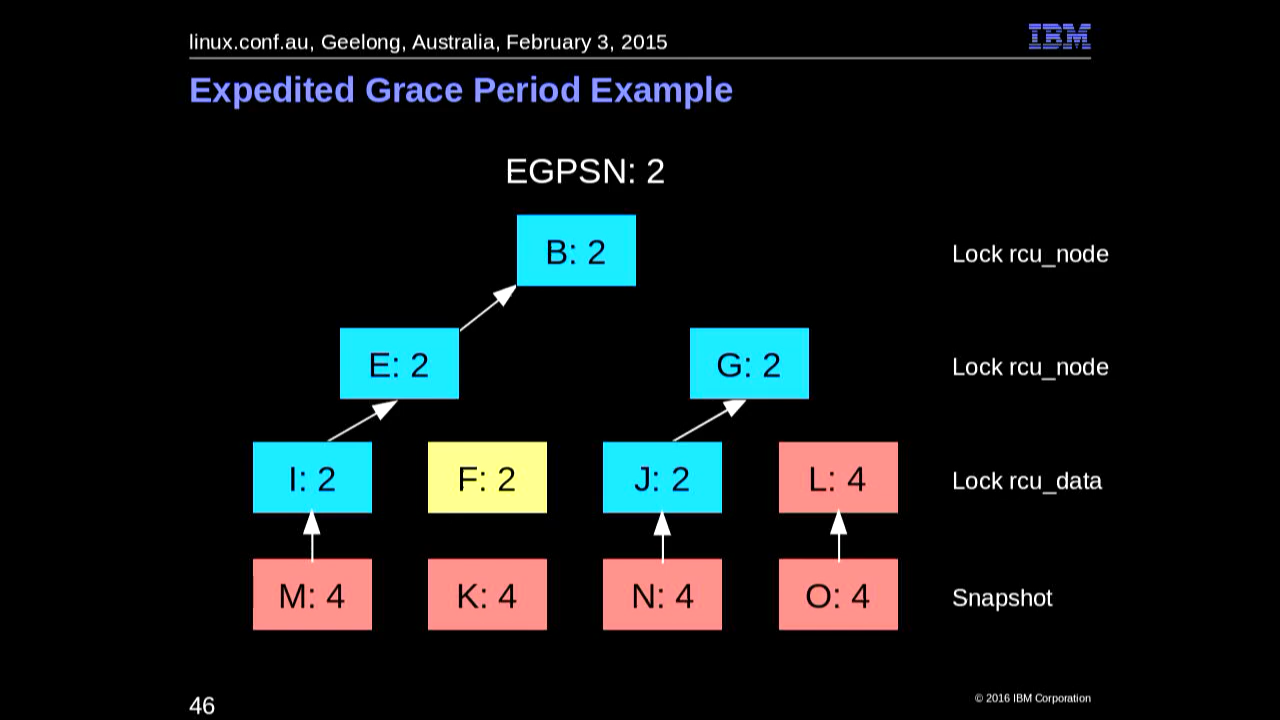 linux.conf.au, Geelong, Australia, February 3, 2015
IBM
Expedited Grace Period Example
EGPSN: 2
B: 2
Lock rcu_node
E: 2
G: 2
Lock rcu_node
I: 2
F: 2
J: 2
L: 4
Lock rcu_data
M: 4
K: 4
N: 4
O: 4
Snapshot
46
© 2016 IBM Corporation